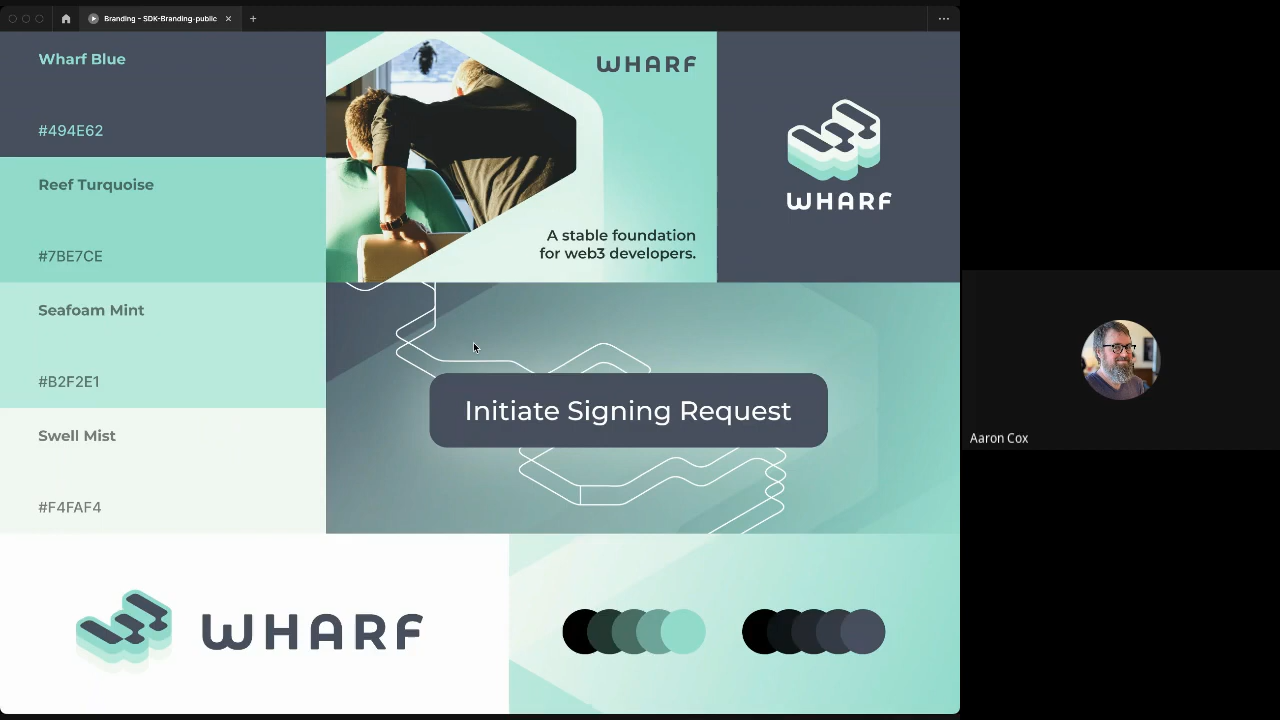 Branding - SDK-Branding-public
Wharf Blue
#494E62
Reef Turquoise
#7BE7CE
Seafoam Mint
#B2F2E1
Swell Mist
#F4FAF4
WHARF
A stable foundation
for web3 developers.
WHARF
Initiate Signing Request
WHARF
Aaron Cox